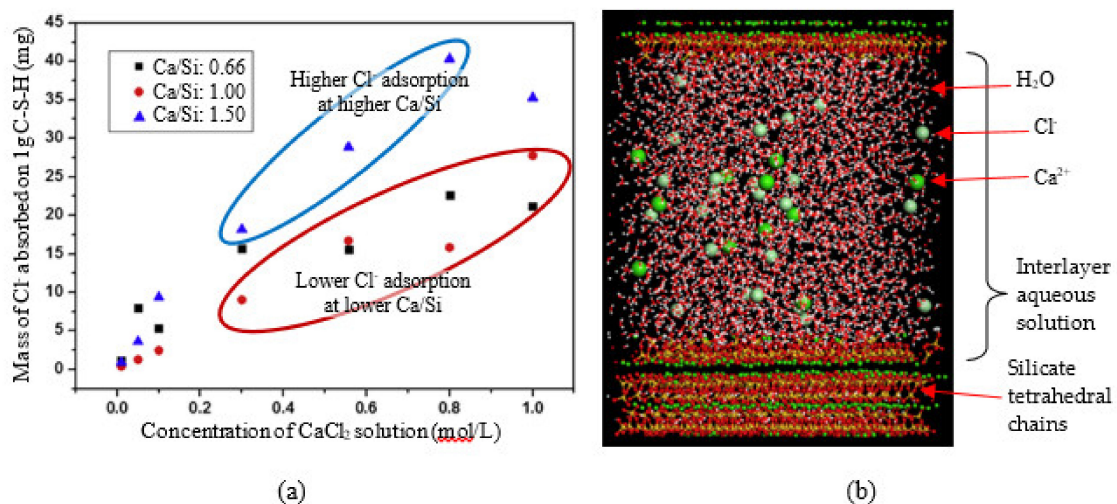 (a)
Mass of Cl⁻ absorbed on 1g C-S-H (mg)
45
40
35
30
25
20
15
10
5
0
Ca/Si: 0.66
Ca/Si: 1.00
Ca/Si: 1.50
Higher Cl⁻ adsorption
at higher Ca/Si
Lower Cl⁻ adsorption
at lower Ca/Si
0.0 0.2 0.4 0.6 0.8 1.0
Concentration of CaCl₂ solution (mol/L)
(a)
(b)
H₂O
Cl⁻
Ca²⁺
Interlayer
aqueous
solution
Silicate
tetrahedral
chains
(b)